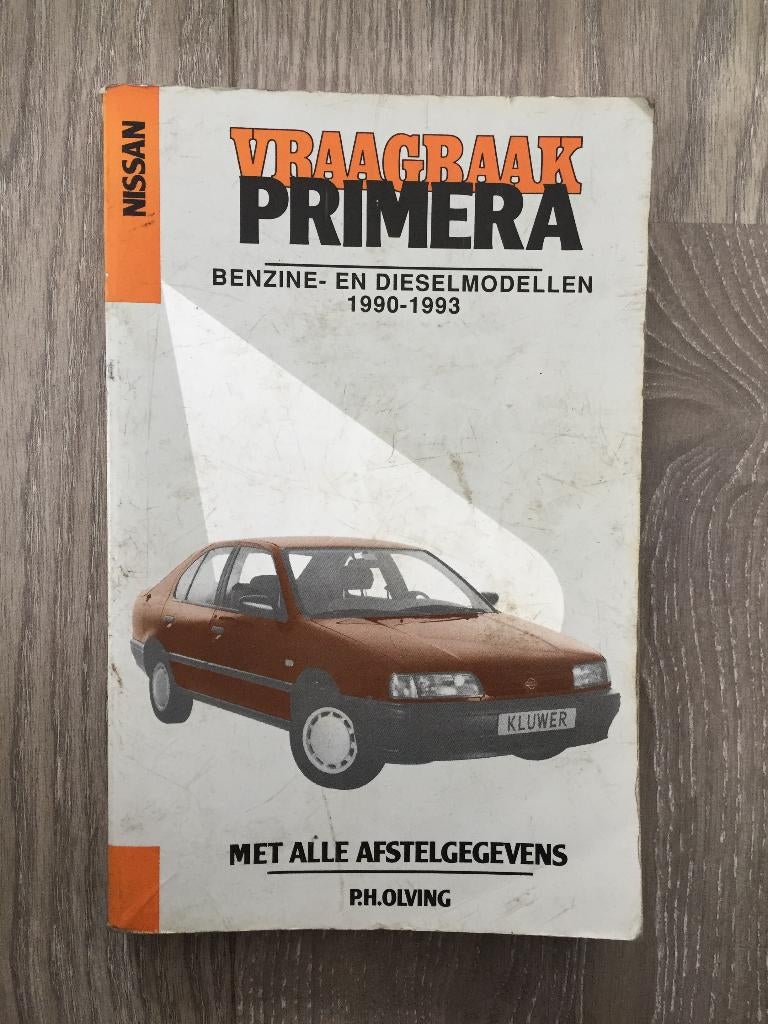 NISSAN
VRAAGBAAK
PRIMERA
BENZINE- EN DIESELMODELLEN
1990-1993
KLUWER
MET ALLE AFSTELGEGEVENS
P.H.OLVING